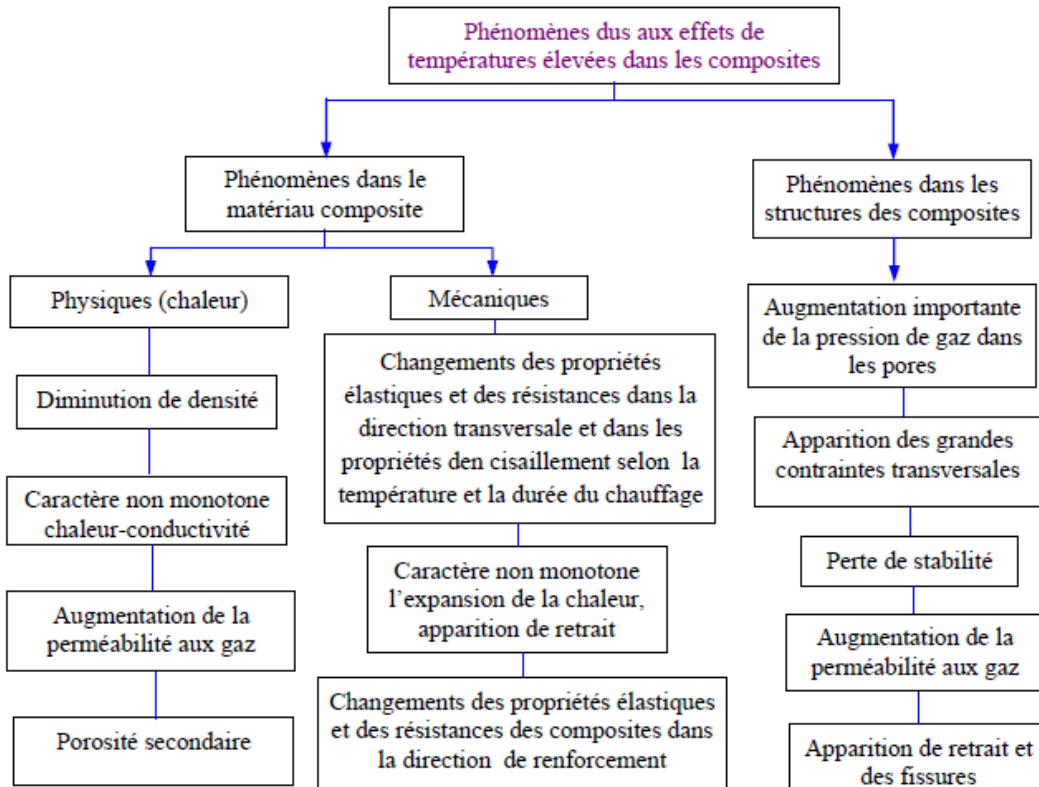 Phénomènes dus aux effets de
températures élevées dans les composites
Phénomènes dans le
matériau composite
Phénomènes dans les
structures des composites
Physiques (chaleur)
Diminution de densité
Caractère non monotone
chaleur-conductivité
Augmentation de la
perméabilité aux gaz
Porosité secondaire
Mécaniques
Changements des propriétés
élastiques et des résistances dans la
direction transversale et dans les
propriétés den cisaillement selon la
température et la durée du chauffage
Caractère non monotone
l'expansion de la chaleur,
apparition de retrait
Changements des propriétés élastiques
et des résistances des composites dans
la direction de renforcement
Augmentation importante
de la pression de gaz dans
les pores
Apparition des grandes
contraintes transversales
Perte de stabilité
Augmentation de la
perméabilité aux gaz
Apparition de retrait et
des fissures